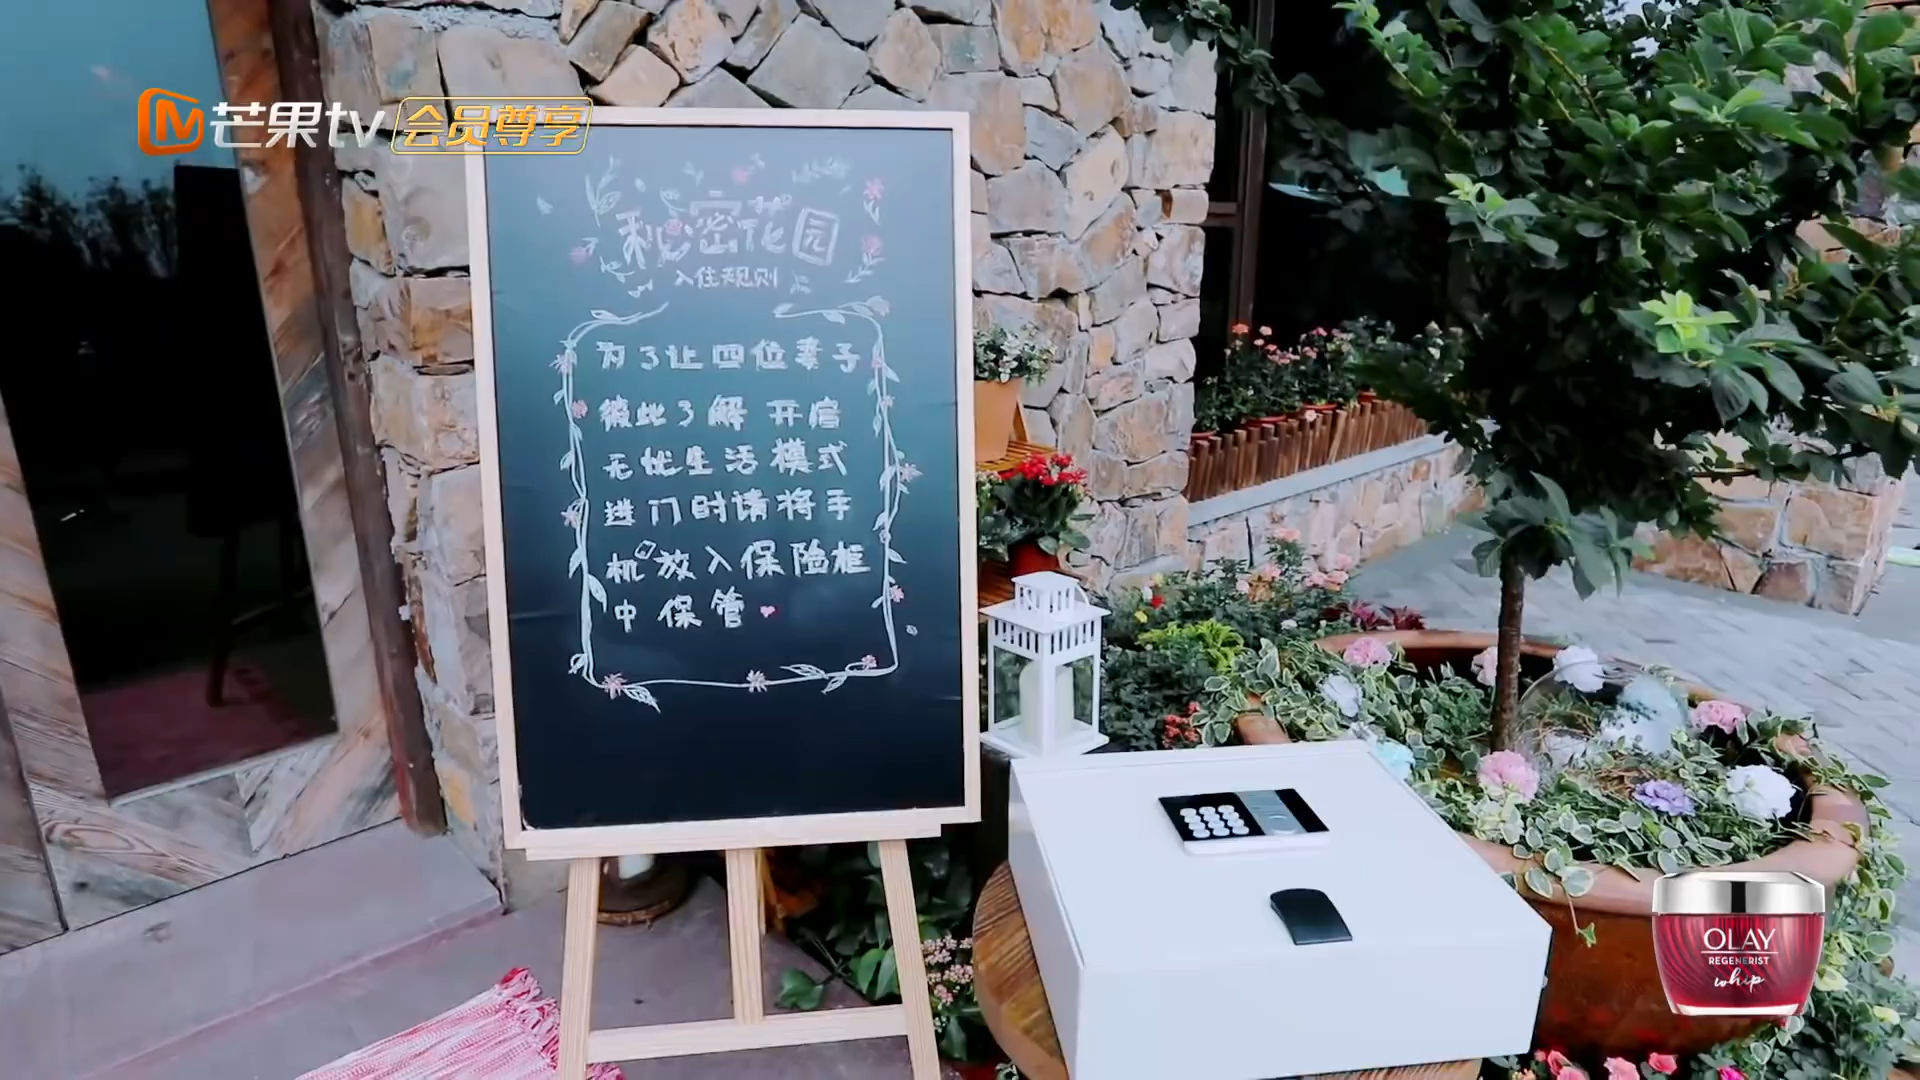 芒果tv 会员尊享
秘密花园
入住规则
为了让四位妻子
彼此了解 开启
无忧生活模式
进门时请将手
机放入保险柜
中保管
OLAY
REGENERIST
whip